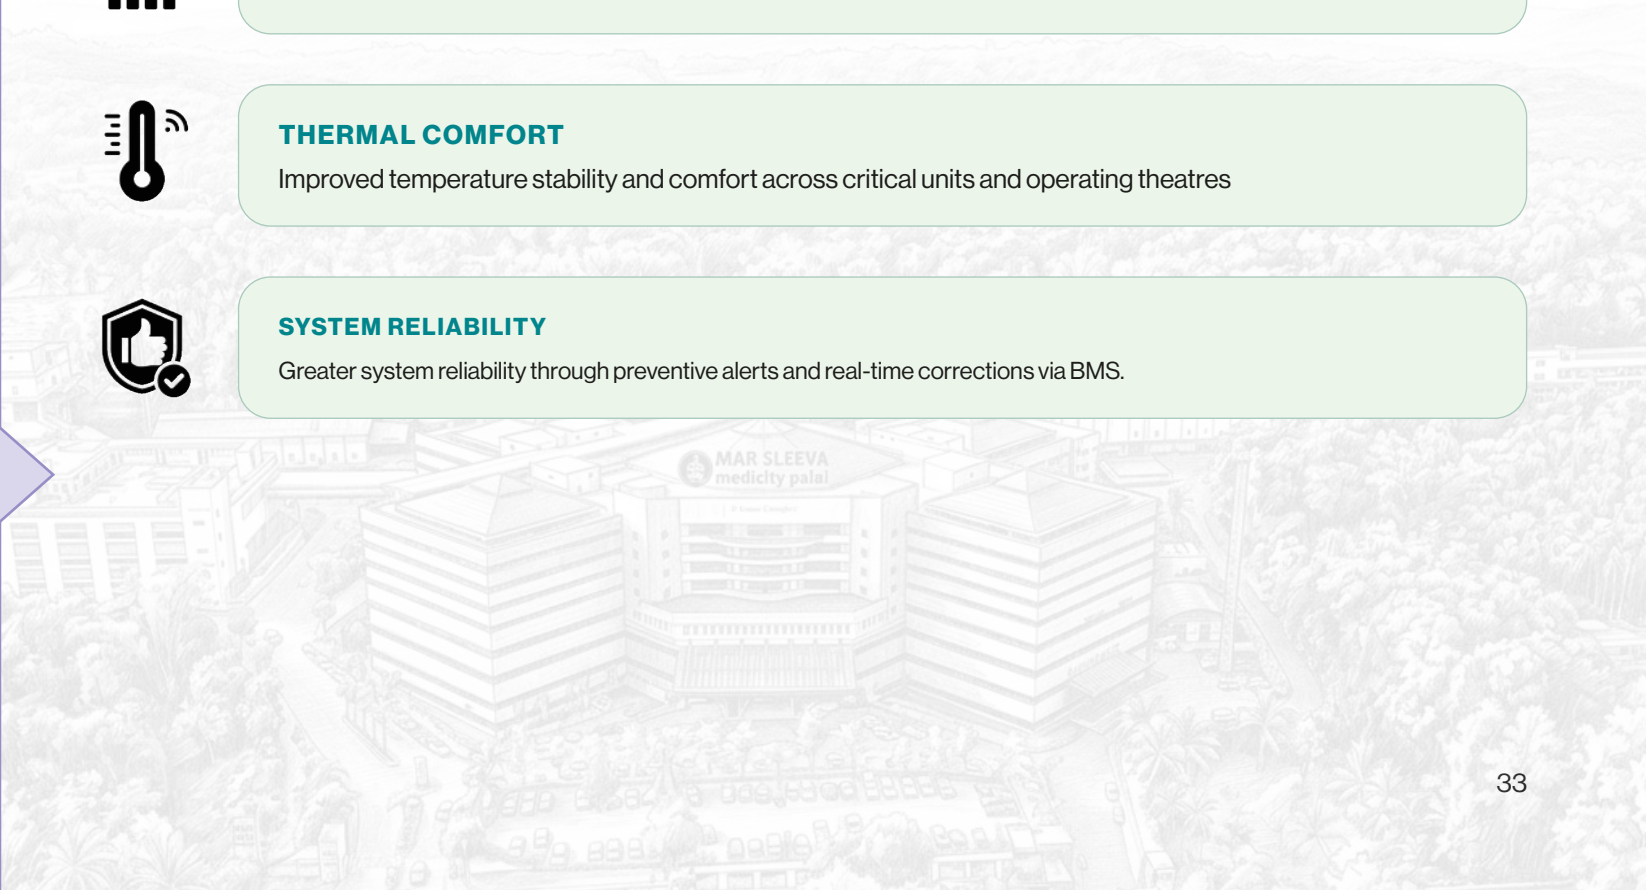 THERMAL COMFORT
Improved temperature stability and comfort across critical units and operating theatres
SYSTEM RELIABILITY
Greater system reliability through preventive alerts and real-time corrections via BMS.
MAR SLEEVA
medicity palai
33